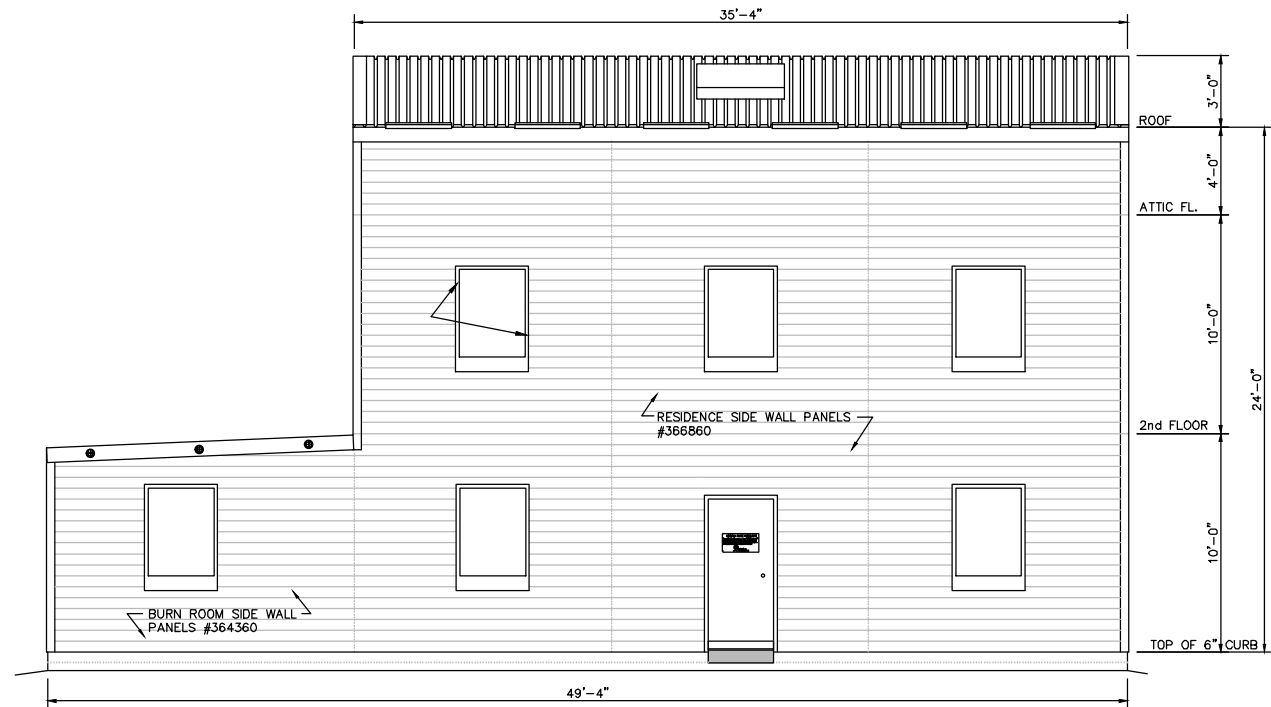 35'-4"
3'-0"
ROOF
4'-0"
ATTIC FL.
10'-0"
24'-0"
RESIDENCE SIDE WALL PANELS
#366860
2nd FLOOR
10'-0"
BURN ROOM SIDE WALL
PANELS #364360
TOP OF 6" CURB
49'-4"